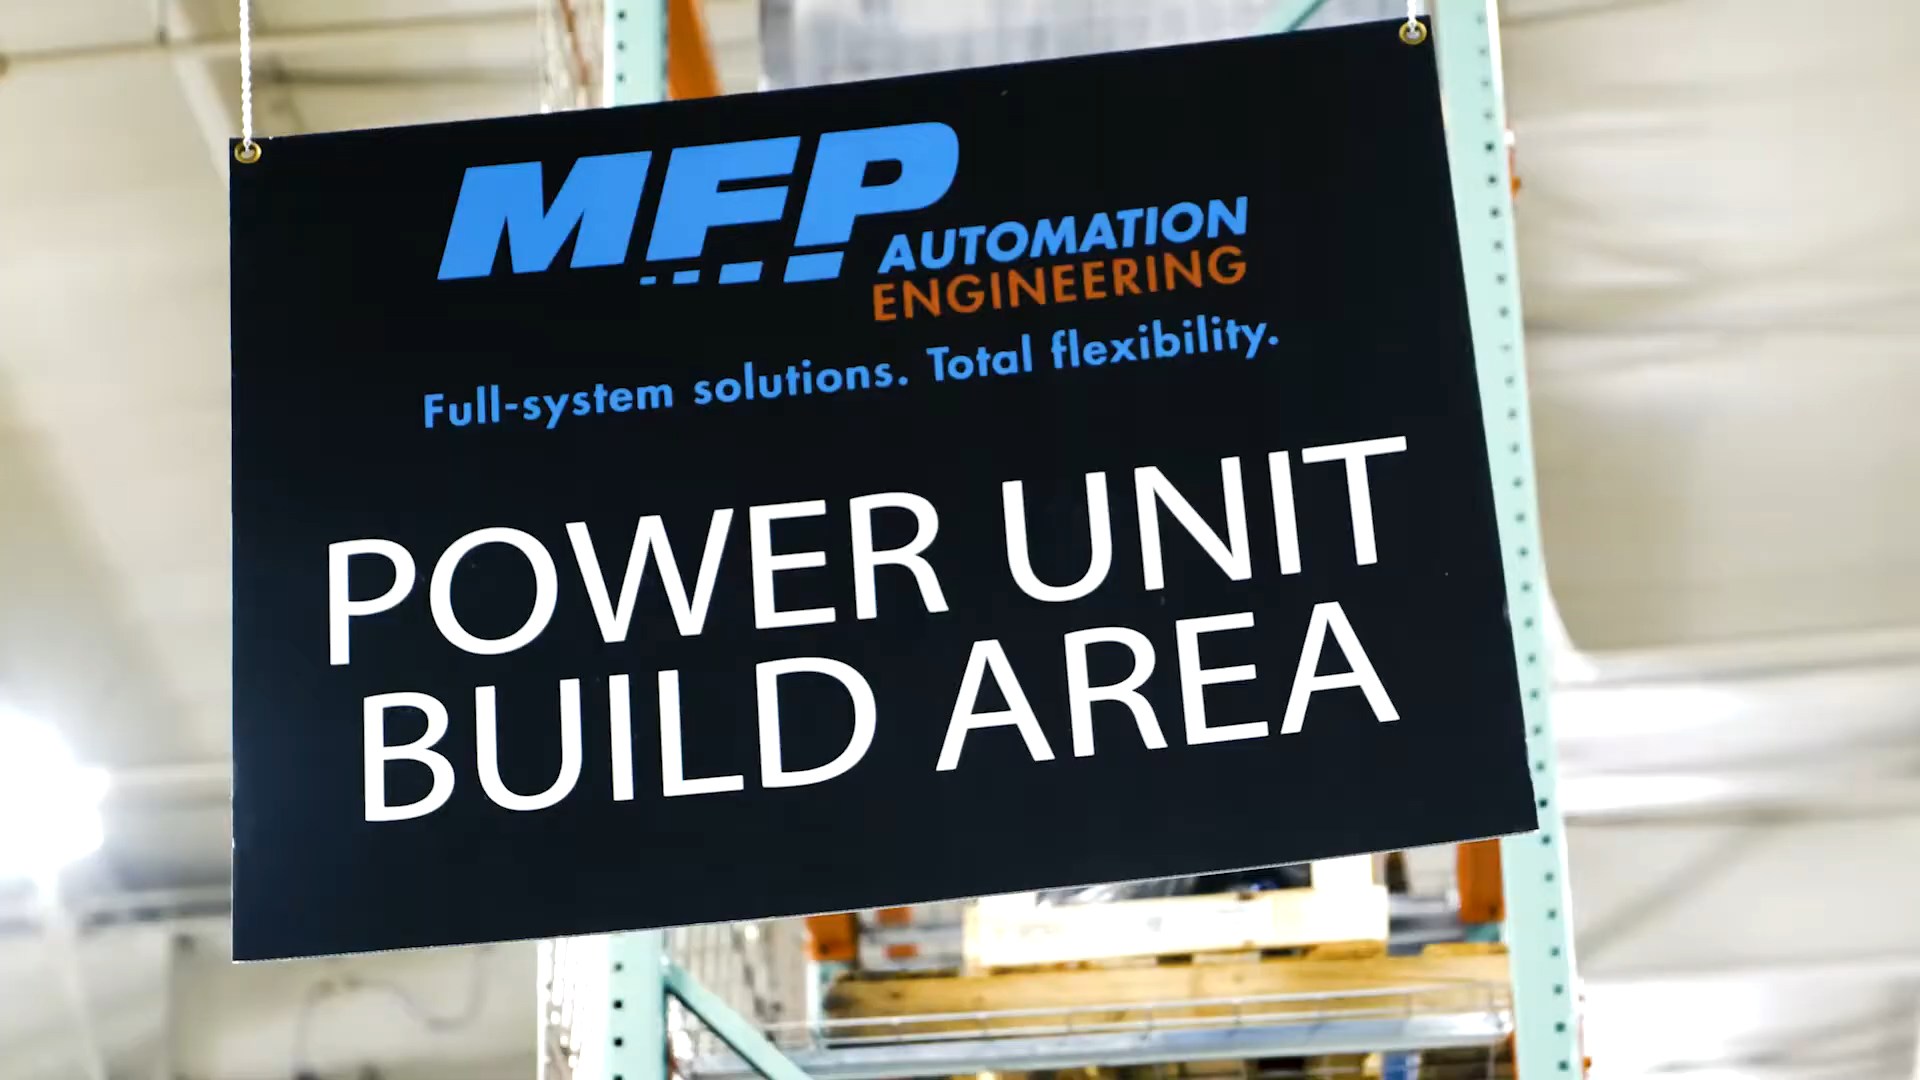 MFP
AUTOMATION
ENGINEERING
Full-system solutions. Total flexibility.
POWER UNIT
BUILD AREA